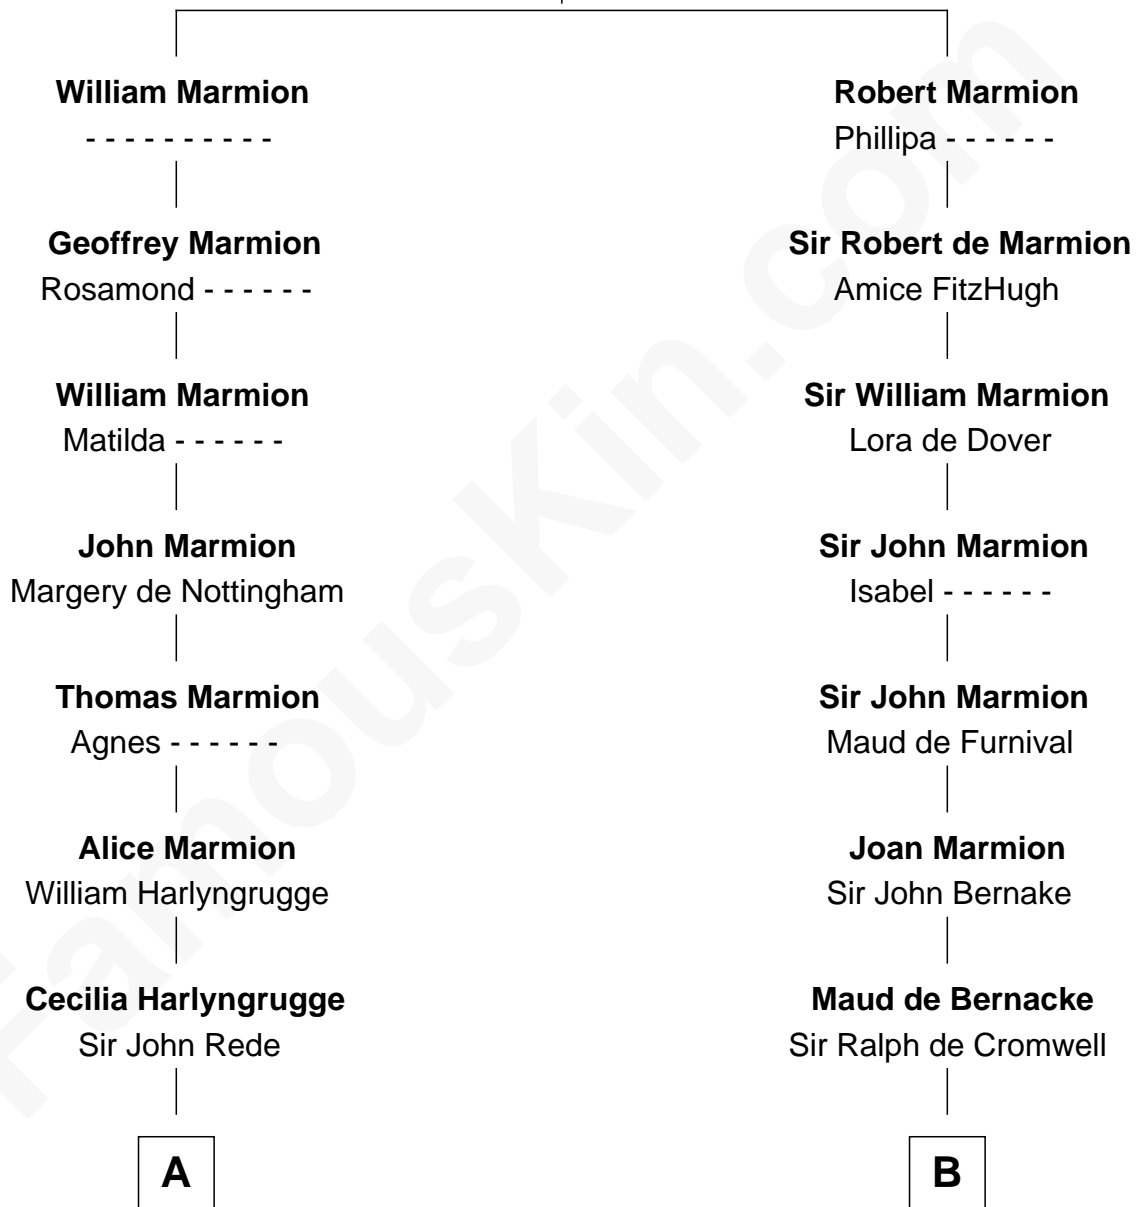 William Marmion
- - - - - - - - - -
Robert Marmion
Phillipa - - - - - -
Geoffrey Marmion
Rosamond - - - - - -
Sir Robert de Marmion
Amice FitzHugh
William Marmion
Matilda - - - - - -
Sir William Marmion
Lora de Dover
John Marmion
Margery de Nottingham
Sir John Marmion
Isabel - - - - - -
Thomas Marmion
Agnes - - - - - -
Sir John Marmion
Maud de Furnival
Alice Marmion
William Harlyngrugge
Joan Marmion
Sir John Bernake
Cecilia Harlyngrugge
Sir John Rede
Maud de Bernacke
Sir Ralph de Cromwell
A
B
FamousKin.com